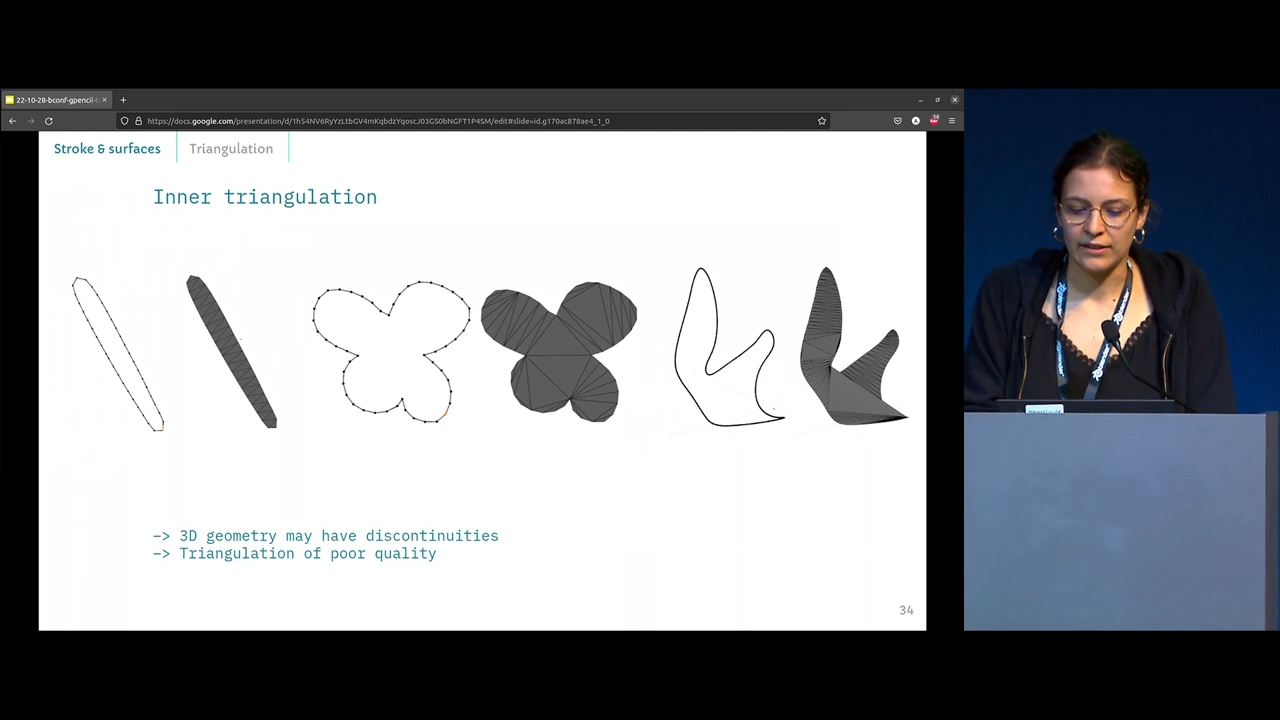 22-10-28-bconf-gpencil-t
https://docs.google.com/presentation/d/1h54NV6RyYzLtbGV4mKqbdzYqoscJ03GS0bNGFT1P4SM/edit#slide=id.g170ac878ae4_1_0
Stroke & surfaces
Triangulation
Inner triangulation
-> 3D geometry may have discontinuities
-> Triangulation of poor quality
34